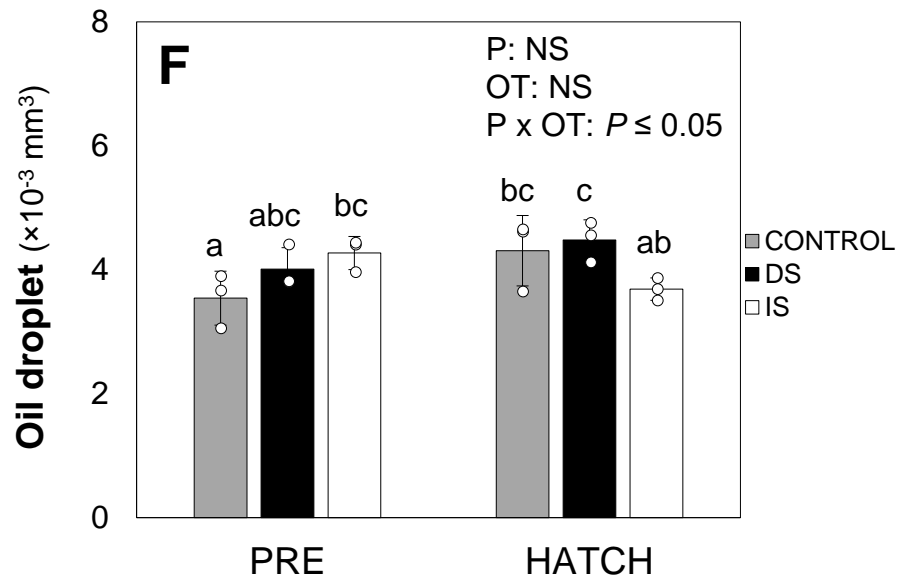 F
P: NS
OT: NS
P x OT: P ≤ 0.05
Oil droplet (×10⁻³ mm³)
8
6
4
2
0
a
abc
bc
bc
c
ab
CONTROL
DS
IS
PRE
HATCH